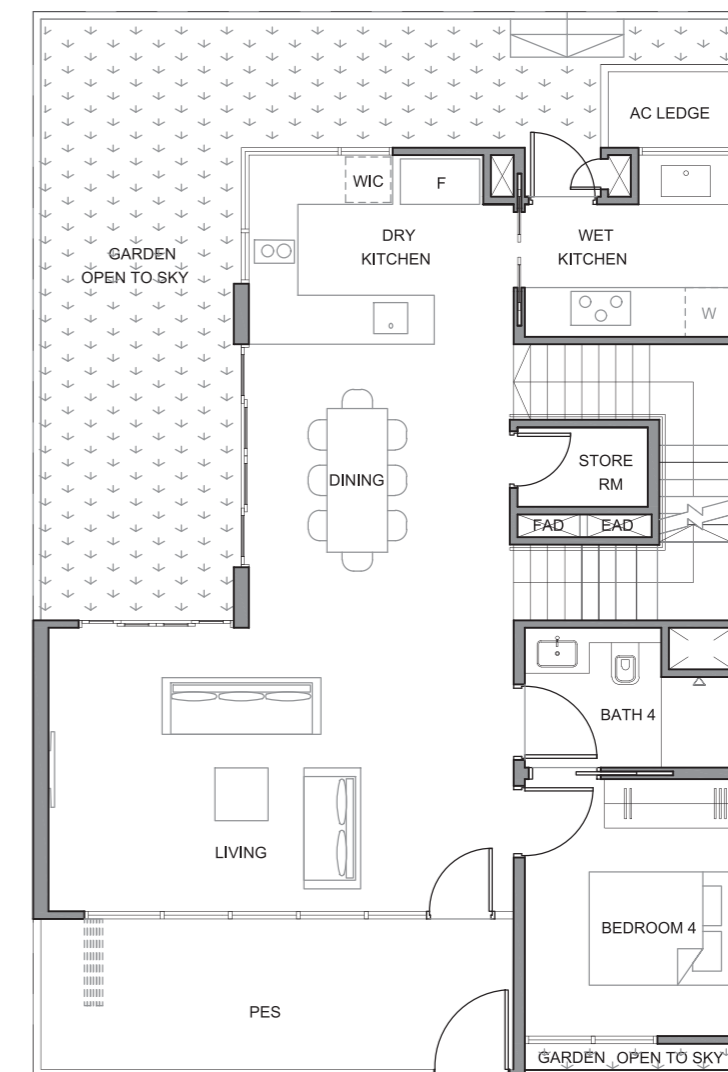 AC LEDGE
WIC
F
DRY
KITCHEN
WET
KITCHEN
GARDEN
OPEN TO SKY
W
DINING
STORE
RM
FAD
EAD
BATH 4
LIVING
BEDROOM 4
PES
GARDEN OPEN TO SKY